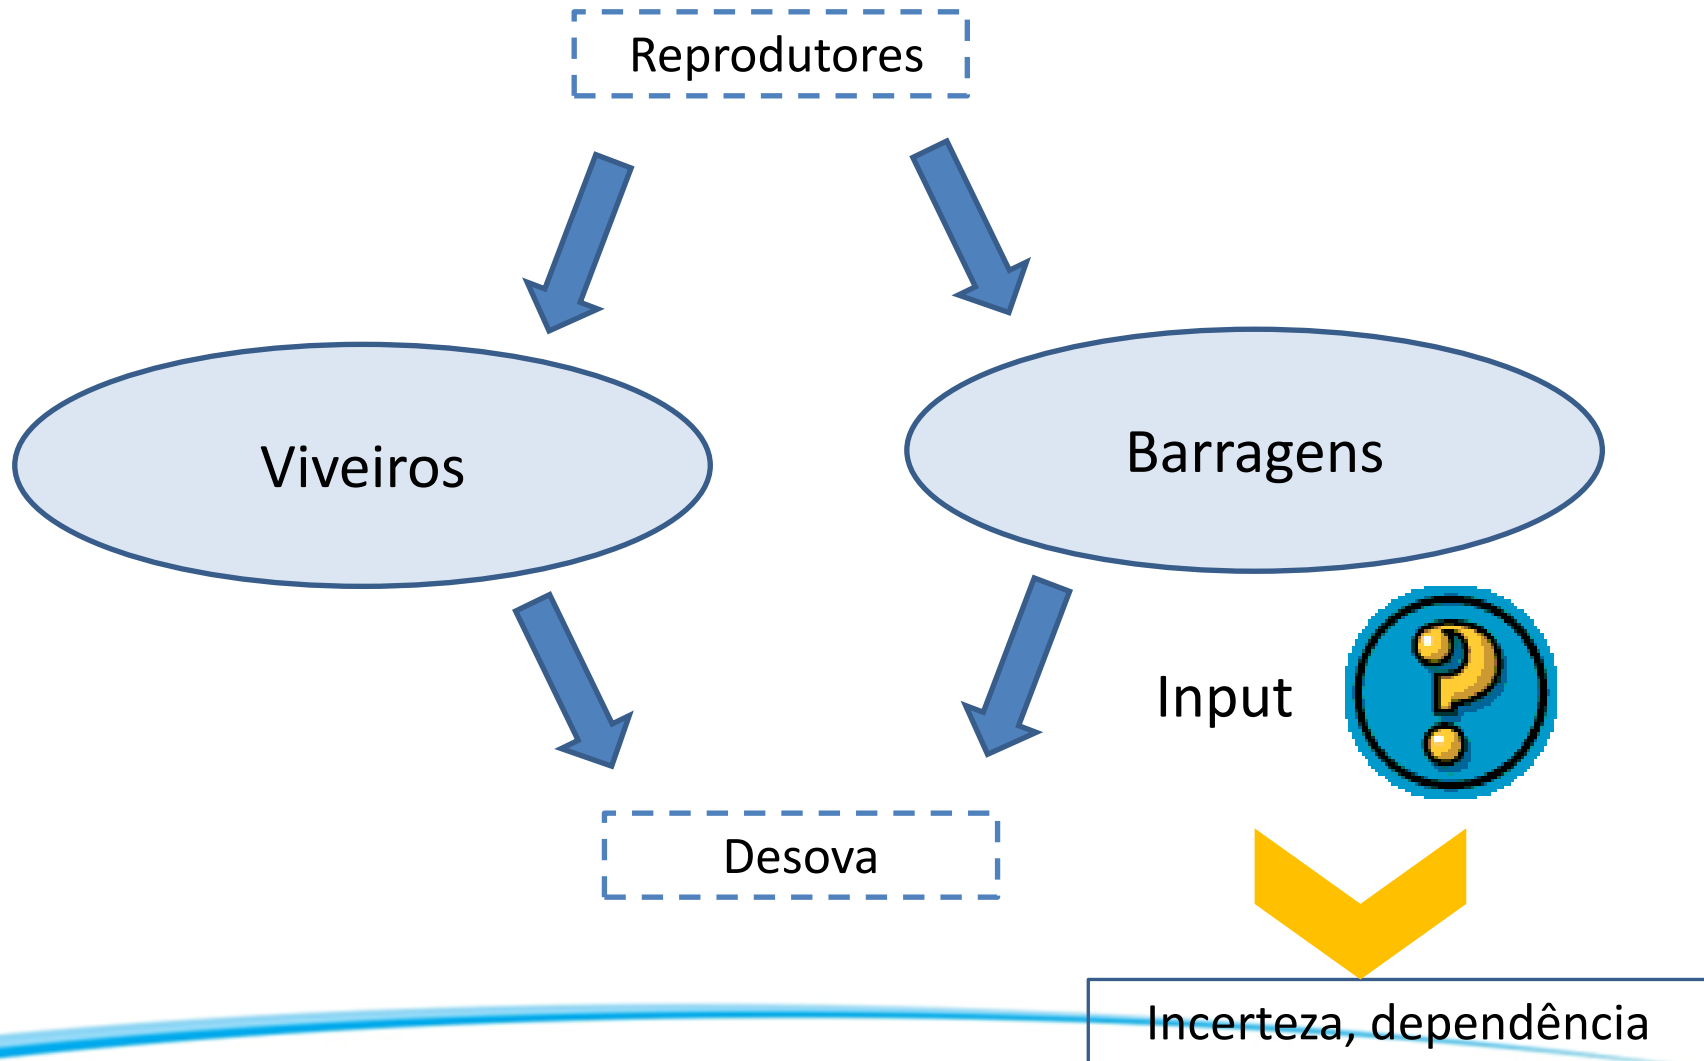 Reprodutores
Viveiros
Barragens
Input
?
Desova
Incerteza, dependência